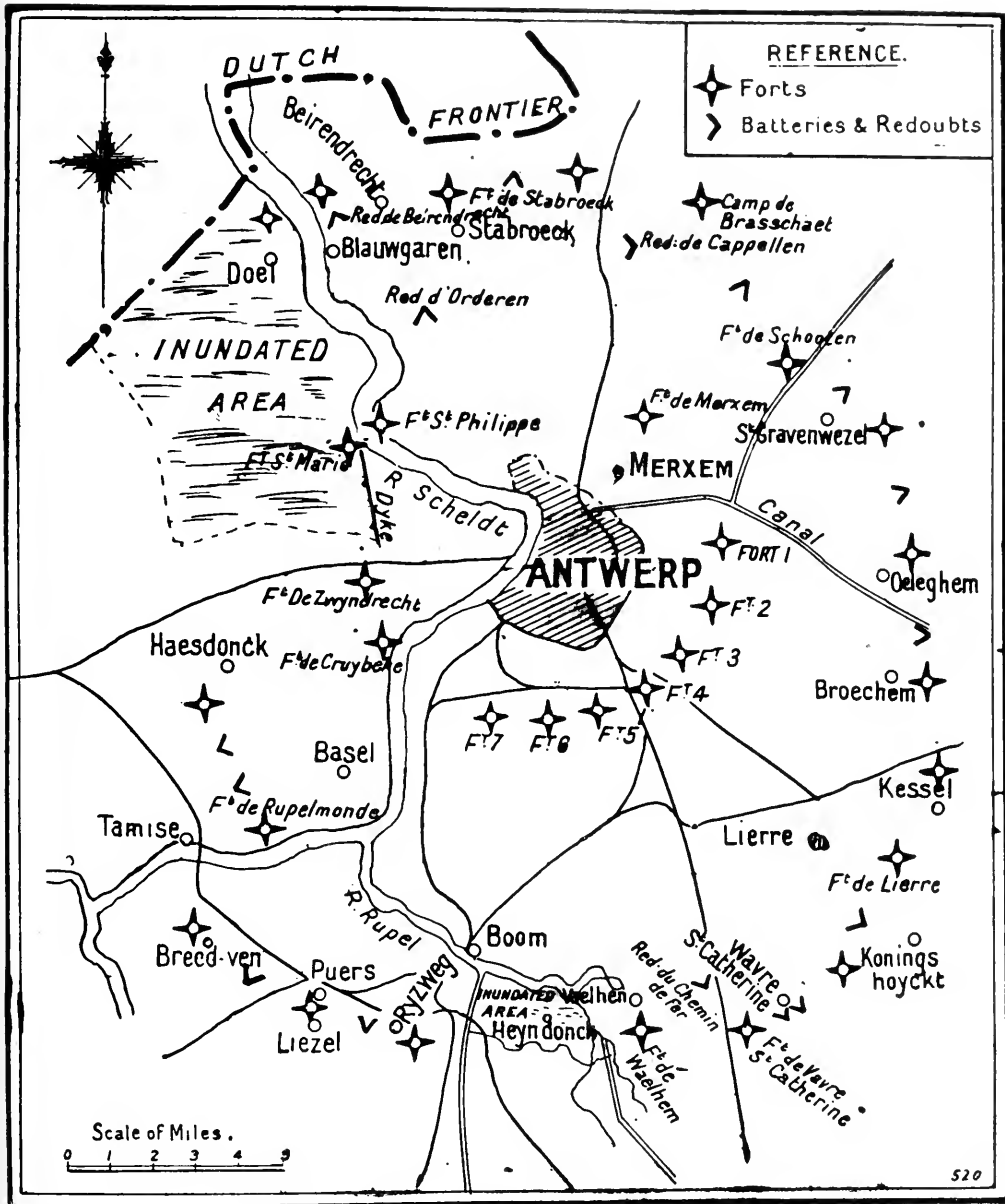 REFERENCE.
Forts
Batteries & Redoubts
DUTCH
FRONTIER
Beirendrecht
Ft de Stabroeck
Red. de Beirendrecht
Stabroeck
Camp de
Brasschaet
Red: de Cappellen
Blauwgaren
Doel
Red d'Orderen
INUNDATED
AREA
Ft de Schooten
Ft de Merxem
St Gravenwezel
Ft St Philippe
FT St Marie
MERXEM
R Scheldt
Dyke
Canal
FORT 1
ANTWERP
Oeleghem
Ft De Zwyndrecht
FT 2
Haesdonck
Ft de Cruybeke
FT 3
Broechem
FT 4
FT 7
FT 6
FT 5
Basel
Kessel
Ft de Rupelmonde
Tamise
Lierre
Ft de Lierre
R. Rupel
Boom
Breed-ven
Puers
Ryzweg
INUNDATED
AREA
Waelhen
Heyndonck
Red. du Chemin
de Fer
Wavre
St Catherine
Konings
hoyckt
Liezel
Ft de
Waelhem
Ft de Wavre
St Catherine
Scale of Miles.
0 1 2 3 4 5
520